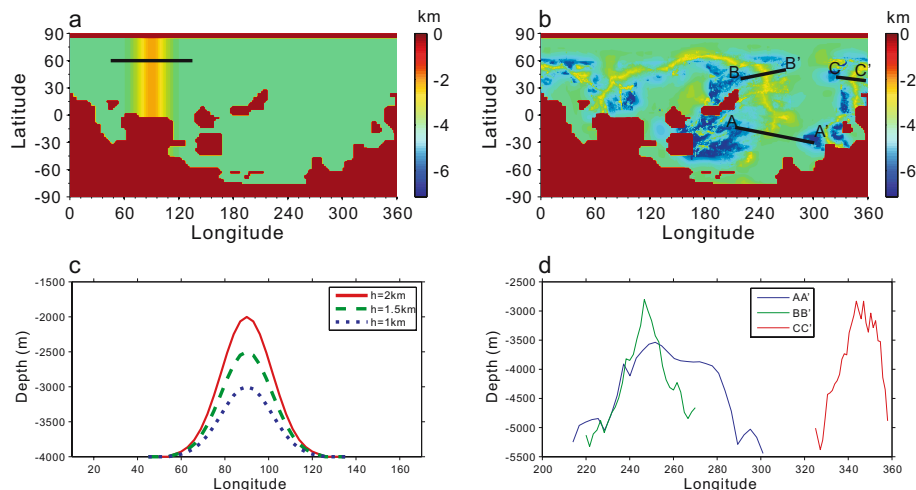 a
km
90
60
30
0
-30
-60
-90
Latitude
0 60 120 180 240 300 360
Longitude
0
-2
-4
-6
b
km
90
60
30
0
-30
-60
-90
Latitude
B B'
C C'
A A'
0 60 120 180 240 300 360
Longitude
0
-2
-4
-6
c
-1500
-2000
-2500
-3000
-3500
-4000
Depth (m)
h=2km
h=1.5km
h=1km
20 40 60 80 100 120 140 160
Longitude
d
-2500
-3000
-3500
-4000
-4500
-5000
-5500
Depth (m)
AA'
BB'
CC'
200 220 240 260 280 300 320 340 360
Longitude